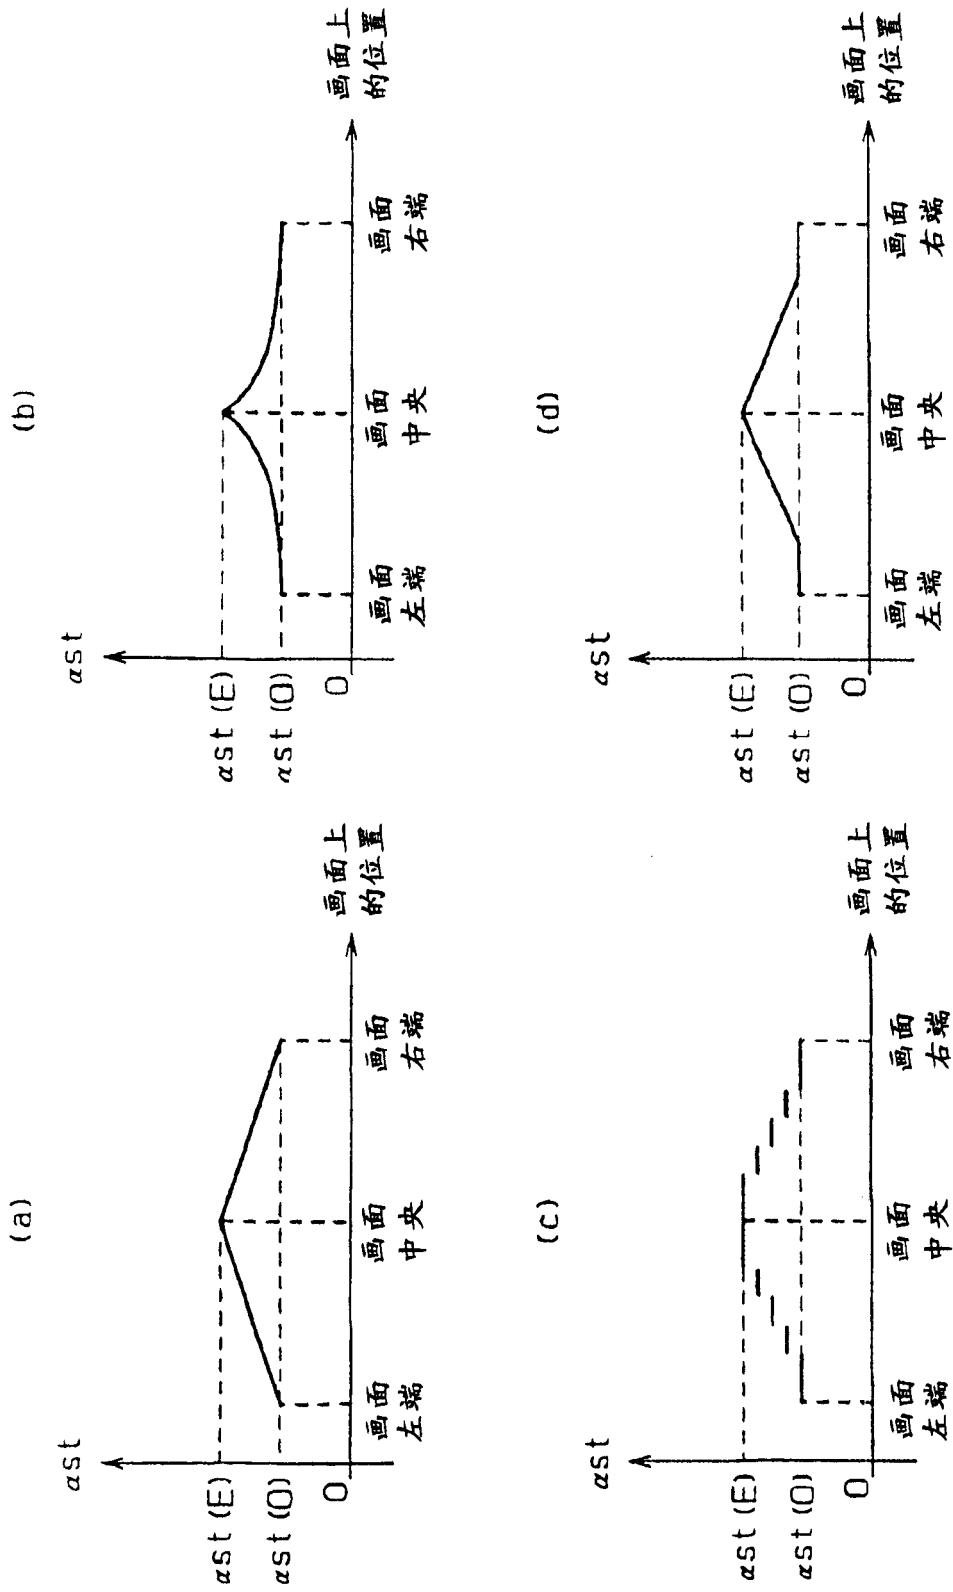 (a)
αst
αst(E)
αst(O)
0
画面
左端
画面
中央
画面
右端
画面上
的位置
(b)
αst
αst(E)
αst(O)
0
画面
左端
画面
中央
画面
右端
画面上
的位置
(c)
αst
αst(E)
αst(O)
0
画面
左端
画面
中央
画面
右端
画面上
的位置
(d)
αst
αst(E)
αst(O)
0
画面
左端
画面
中央
画面
右端
画面上
的位置